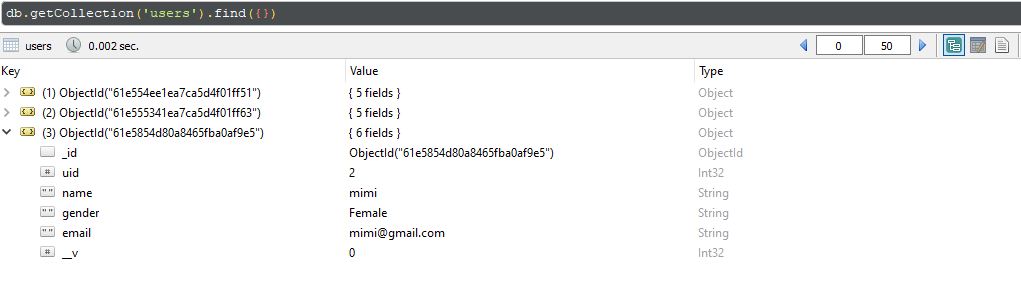 db.getCollection('users').find({})
users 0.002 sec. 0 50
Key Value Type
(1) ObjectId("61e554ee1ea7ca5d4f01ff51") { 5 fields } Object
(2) ObjectId("61e555341ea7ca5d4f01ff63") { 5 fields } Object
(3) ObjectId("61e5854d80a8465fba0af9e5") { 6 fields } Object
_id ObjectId("61e5854d80a8465fba0af9e5") ObjectId
# uid 2 Int32
" " name mimi String
" " gender Female String
" " email mimi@gmail.com String
# __v 0 Int32